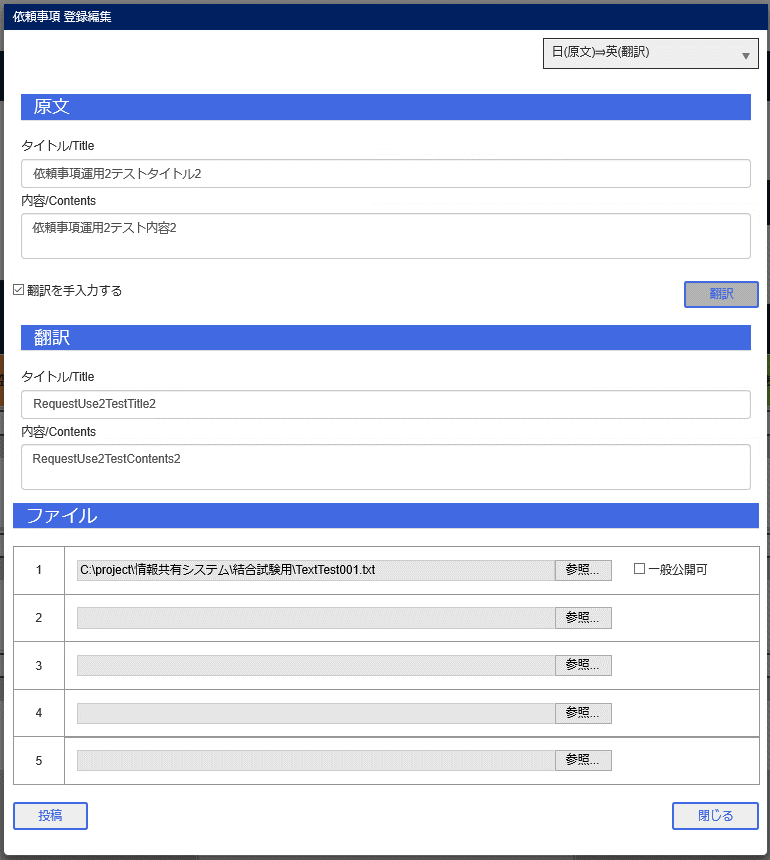 依頼事項 登録編集
日(原文)⇒英(翻訳)
原文
タイトル/Title
依頼事項運用2テストタイトル2
内容/Contents
依頼事項運用2テスト内容2
翻訳を手入力する
翻訳
翻訳
タイトル/Title
RequestUse2TestTitle2
内容/Contents
RequestUse2TestContents2
ファイル
1 C:\project\情報共有システム\結合試験用\TextTest001.txt 参照... 一般公開可
2 参照...
3 参照...
4 参照...
5 参照...
投稿 閉じる